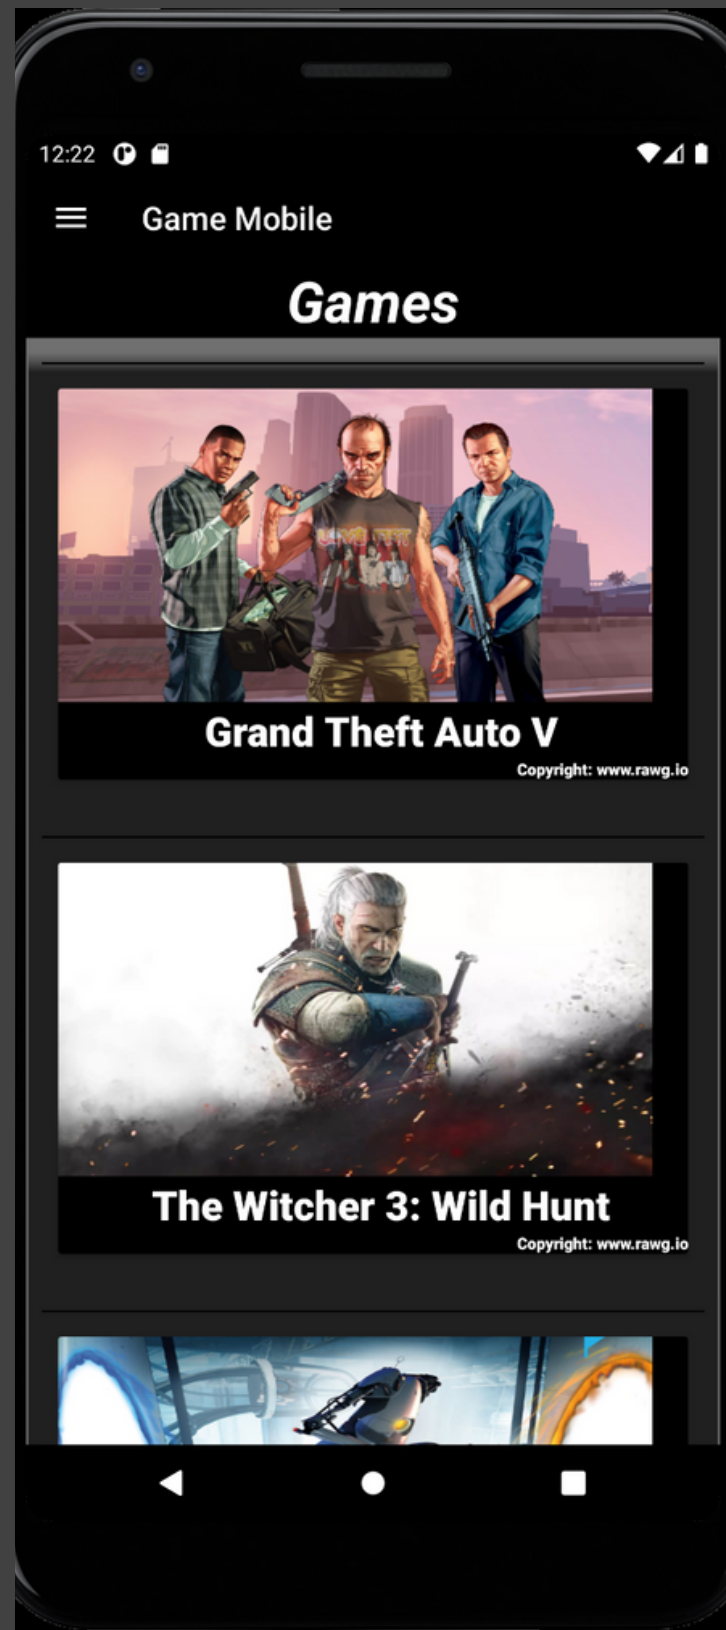 12:22
Game Mobile
Games
Grand Theft Auto V
Copyright: www.rawg.io
The Witcher 3: Wild Hunt
Copyright: www.rawg.io